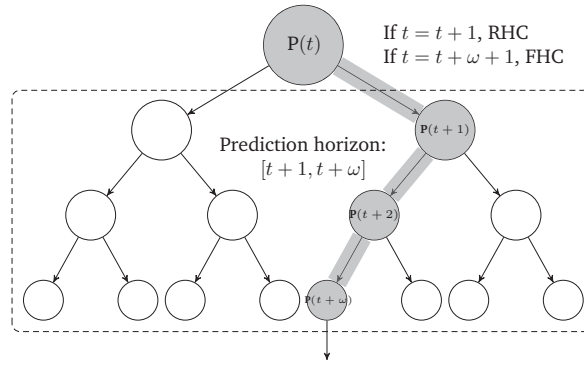 P(t)
If t = t + 1, RHC
If t = t + ω + 1, FHC
P(t + 1)
Prediction horizon:
[t + 1, t + ω]
P(t + 2)
P(t + ω)